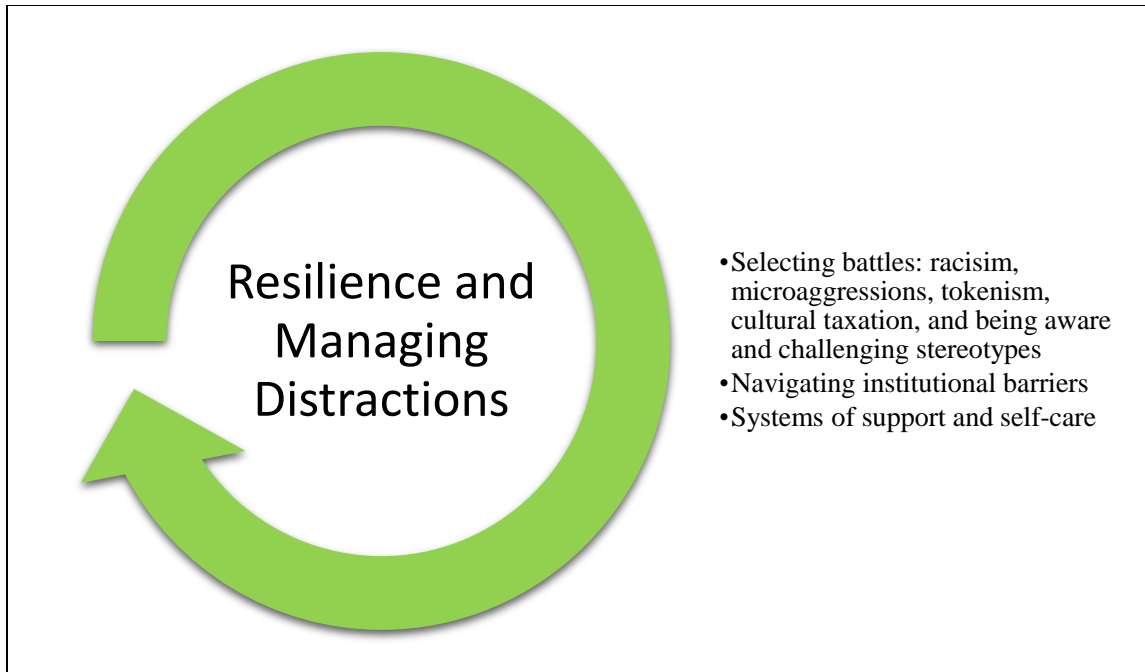 Resilience and
Managing
Distractions
•Selecting battles: racisim,
microaggressions, tokenism,
cultural taxation, and being aware
and challenging stereotypes
•Navigating institutional barriers
•Systems of support and self-care